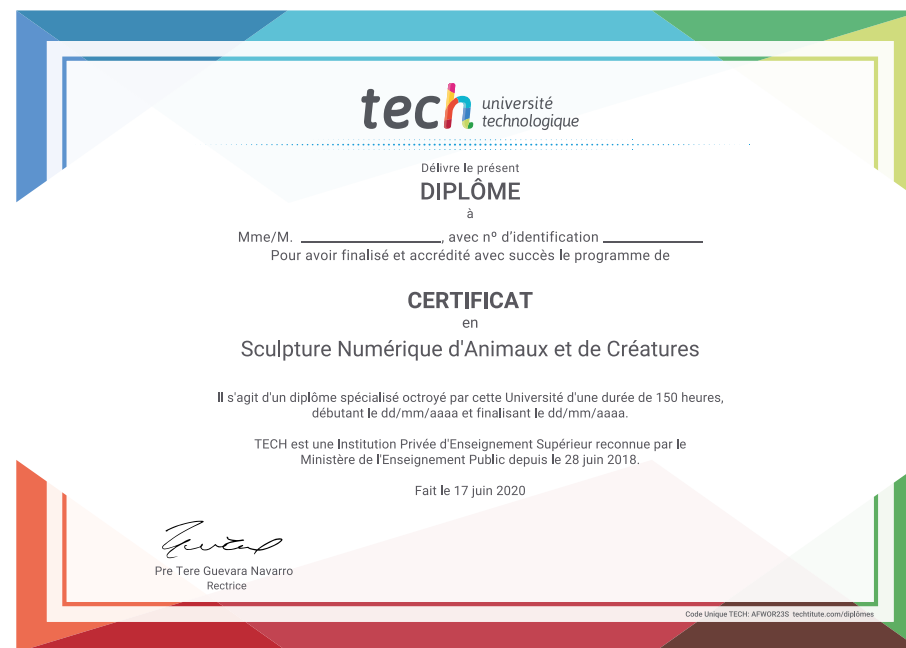 tech université
technologique
Délivre le présent
DIPLÔME
à
Mme/M. ____________________, avec nº d'identification ______________
Pour avoir finalisé et accrédité avec succès le programme de
CERTIFICAT
en
Sculpture Numérique d'Animaux et de Créatures
Il s'agit d'un diplôme spécialisé octroyé par cette Université d'une durée de 150 heures,
débutant le dd/mm/aaaa et finalisant le dd/mm/aaaa.
TECH est une Institution Privée d'Enseignement Supérieur reconnue par le
Ministère de l'Enseignement Public depuis le 28 juin 2018.
Fait le 17 juin 2020
Pre Tere Guevara Navarro
Rectrice
Code Unique TECH: AFWOR23S techtitute.com/diplômes